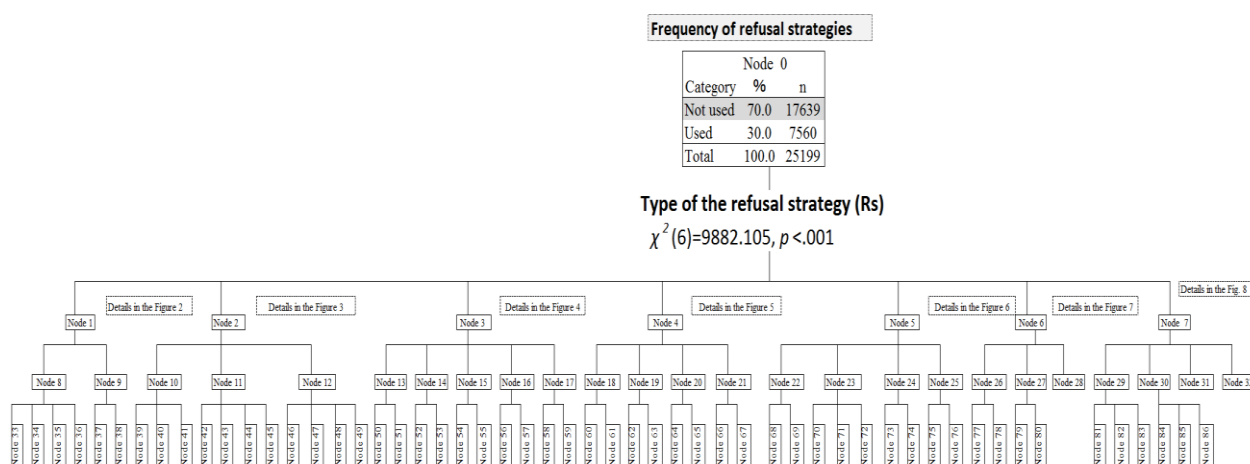 Frequency of refusal strategies
Node 0
Category % n
Not used 70.0 17639
Used 30.0 7560
Total 100.0 25199
Type of the refusal strategy (Rs)
χ² (6)=9882.105, p <.001
Details in the Figure 2 Details in the Figure 3 Details in the Figure 4 Details in the Figure 5 Details in the Figure 6 Details in the Figure 7 Details in the Fig. 8
Node 1 Node 2 Node 3 Node 4 Node 5 Node 6 Node 7
Node 8 Node 9 Node 10 Node 11 Node 12 Node 13 Node 14 Node 15 Node 16 Node 17 Node 18 Node 19 Node 20 Node 21 Node 22 Node 23 Node 24 Node 25 Node 26 Node 27 Node 28 Node 29 Node 30 Node 31 Node 32
Node 33 Node 34 Node 35 Node 36 Node 37 Node 38 Node 39 Node 40 Node 41 Node 42 Node 43 Node 44 Node 45 Node 46 Node 47 Node 48 Node 49 Node 50 Node 51 Node 52 Node 53 Node 54 Node 55 Node 56 Node 57 Node 58 Node 59 Node 60 Node 61 Node 62 Node 63 Node 64 Node 65 Node 66 Node 67 Node 68 Node 69 Node 70 Node 71 Node 72 Node 73 Node 74 Node 75 Node 76 Node 77 Node 78 Node 79 Node 80 Node 81 Node 82 Node 83 Node 84 Node 85 Node 86